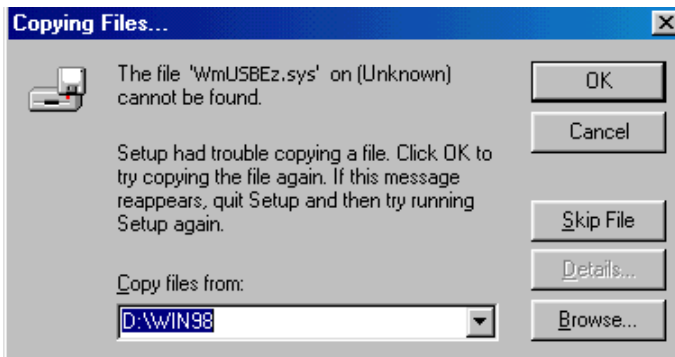 Copying Files...
The file 'WmUSBEz.sys' on (Unknown)
cannot be found.
Setup had trouble copying a file. Click OK to
try copying the file again. If this message
reappears, quit Setup and then try running
Setup again.
Copy files from:
D:\WIN98
OK
Cancel
Skip File
Details...
Browse...